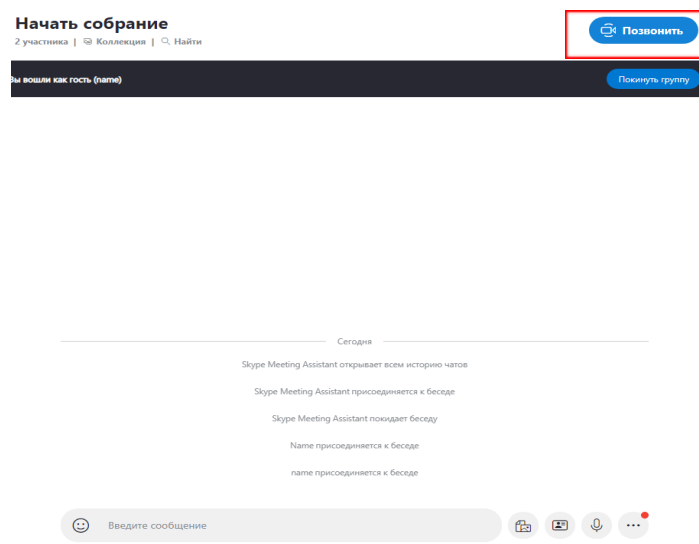 Начать собрание
Позвонить
2 участника | Коллекция | Найти
Вы вошли как гость (name)
Покинуть группу
Сегодня
Skype Meeting Assistant открывает всем историю чатов
Skype Meeting Assistant присоединяется к беседе
Skype Meeting Assistant покидает беседу
Name присоединяется к беседе
name присоединяется к беседе
Введите сообщение